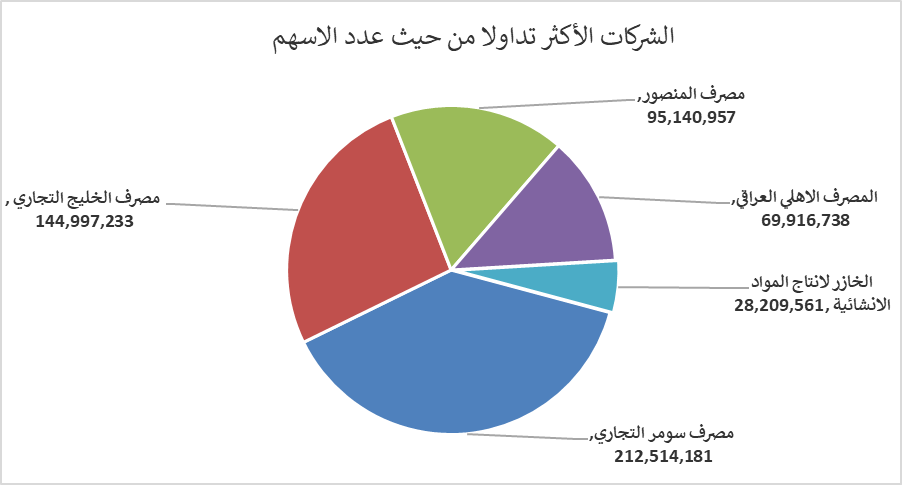 الشركات الأكثر تداولا من حيث عدد الاسهم
مصرف المنصور,
95,140,957
المصرف الاهلي العراقي,
69,916,738
مصرف الخليج التجاري ,
144,997,233
الخازر لانتاج المواد
الانشائية ,28,209,561
مصرف سومر التجاري,
212,514,181